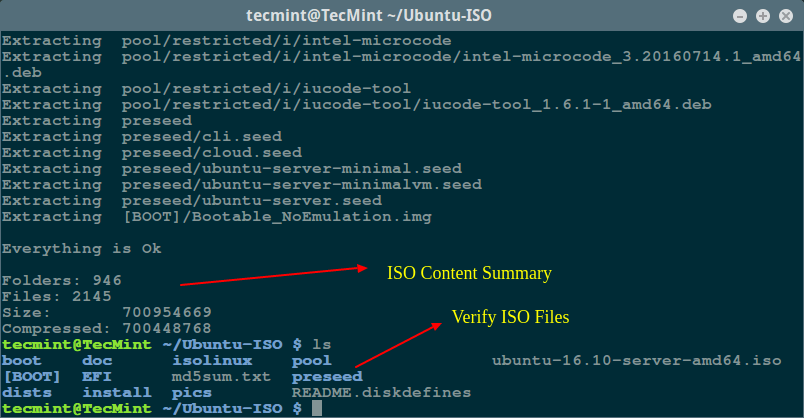 tecmint@TecMint ~/Ubuntu-ISO
Extracting  pool/restricted/i/intel-microcode
Extracting  pool/restricted/i/intel-microcode/intel-microcode_3.20160714.1_amd64
.deb
Extracting  pool/restricted/i/iucode-tool
Extracting  pool/restricted/i/iucode-tool/iucode-tool_1.6.1-1_amd64.deb
Extracting  preseed
Extracting  preseed/cli.seed
Extracting  preseed/cloud.seed
Extracting  preseed/ubuntu-server-minimal.seed
Extracting  preseed/ubuntu-server-minimalvm.seed
Extracting  preseed/ubuntu-server.seed
Extracting  [BOOT]/Bootable_NoEmulation.img
Everything is Ok
Folders: 946
ISO Content Summary
Files: 2145
Size:       700954669
Verify ISO Files
Compressed: 700448768
tecmint@TecMint ~/Ubuntu-ISO $ ls
boot    doc      isolinux    pool                ubuntu-16.10-server-amd64.iso
[BOOT]  EFI      md5sum.txt  preseed
dists   install  pics        README.diskdefines
tecmint@TecMint ~/Ubuntu-ISO $